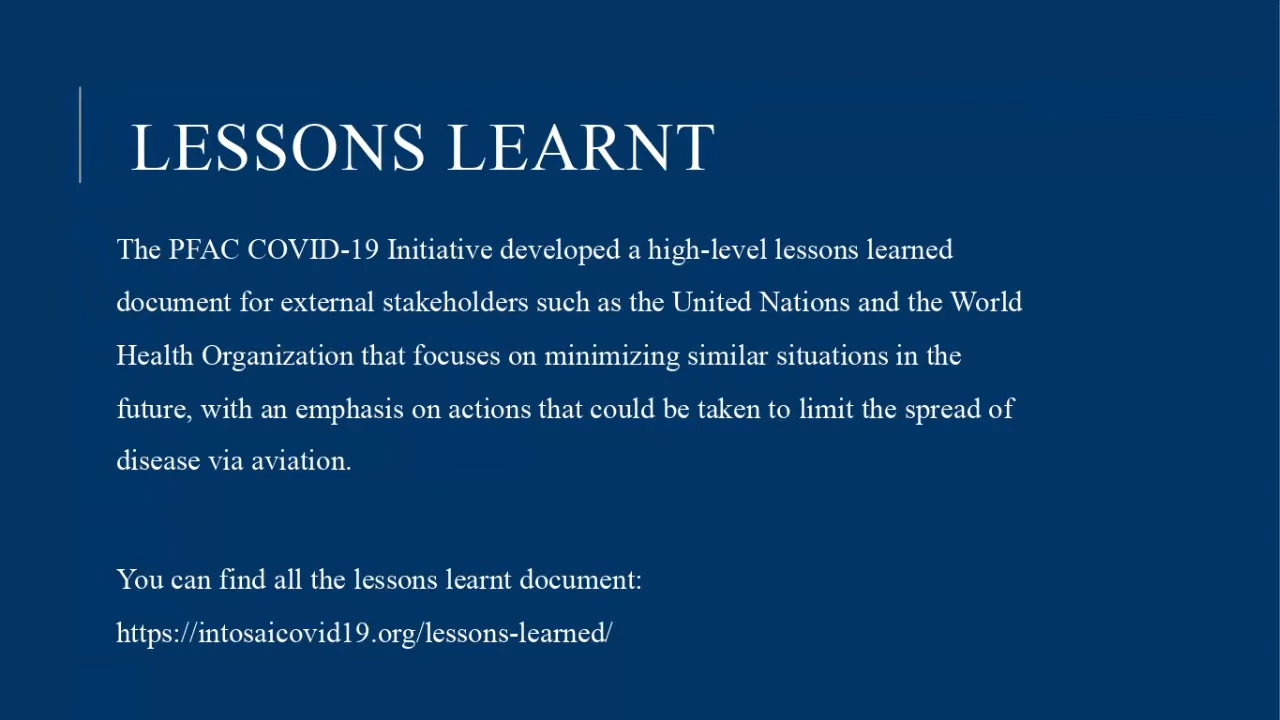 LESSONS LEARNT
The PFAC COVID-19 Initiative developed a high-level lessons learned
document for external stakeholders such as the United Nations and the World
Health Organization that focuses on minimizing similar situations in the
future, with an emphasis on actions that could be taken to limit the spread of
disease via aviation.
You can find all the lessons learnt document:
https://intosaicovid19.org/lessons-learned/